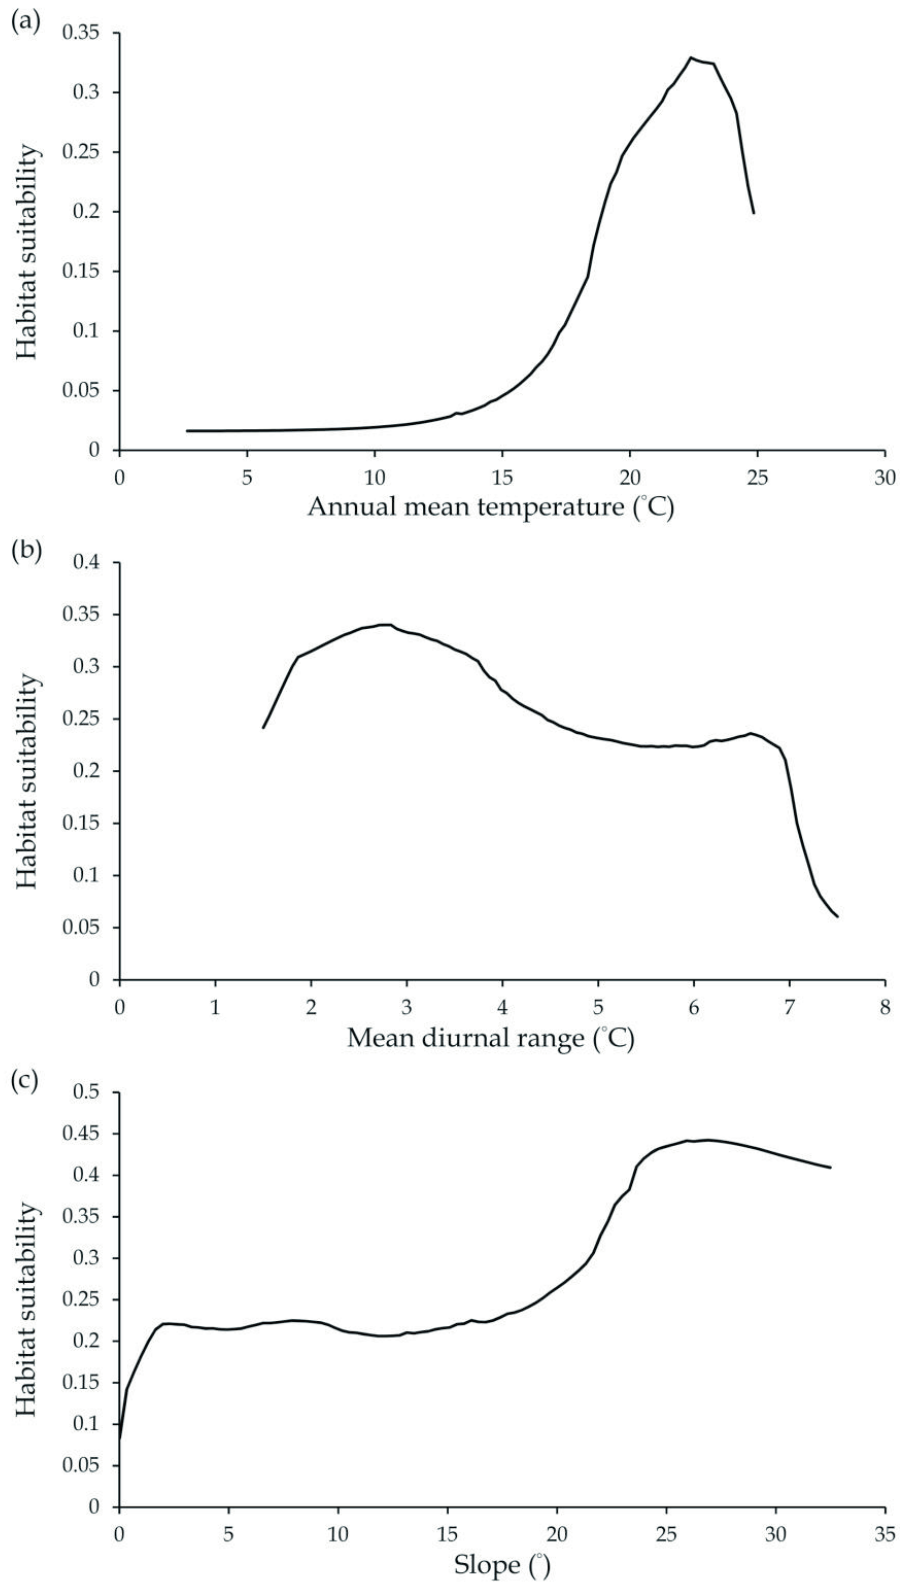 (a)
0.35
0.3
0.25
0.2
0.15
0.1
0.05
0
Habitat suitability
0 5 10 15 20 25 30
Annual mean temperature (°C)
(b)
0.4
0.35
0.3
0.25
0.2
0.15
0.1
0.05
0
Habitat suitability
0 1 2 3 4 5 6 7 8
Mean diurnal range (°C)
(c)
0.5
0.45
0.4
0.35
0.3
0.25
0.2
0.15
0.1
0.05
0
Habitat suitability
0 5 10 15 20 25 30 35
Slope (°)